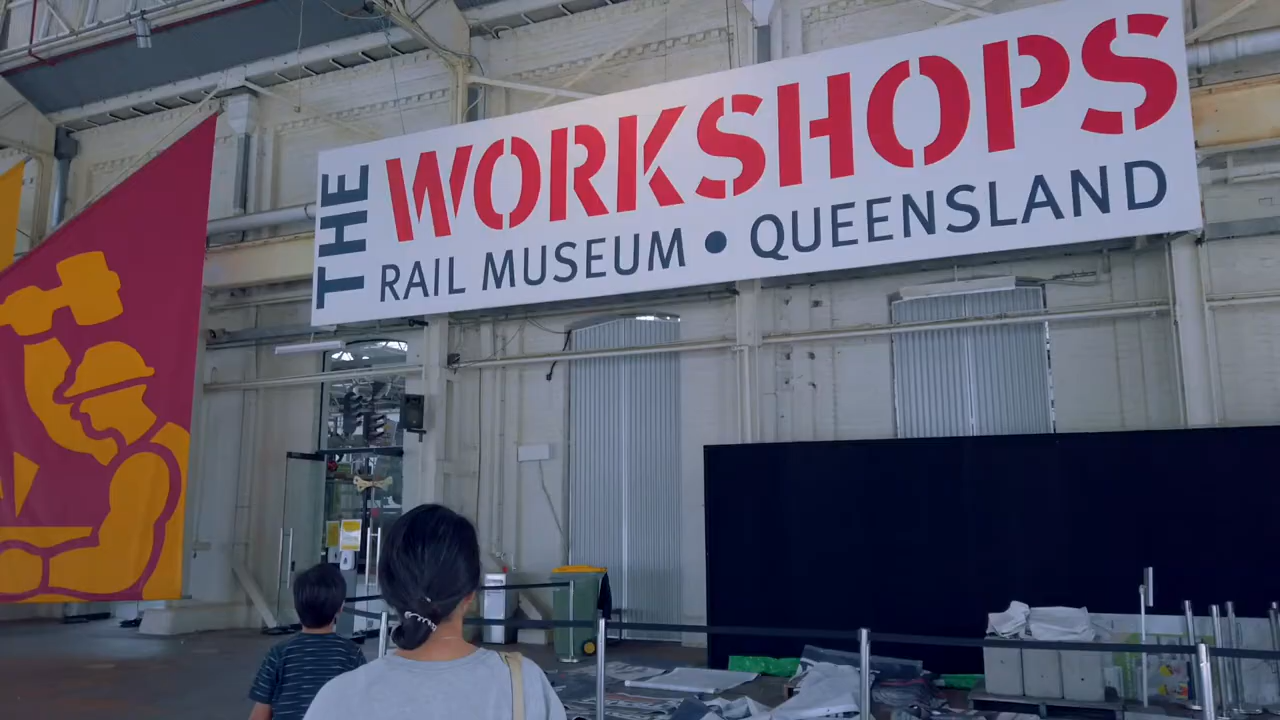 THE
WORKSHOPS
RAIL MUSEUM • QUEENSLAND